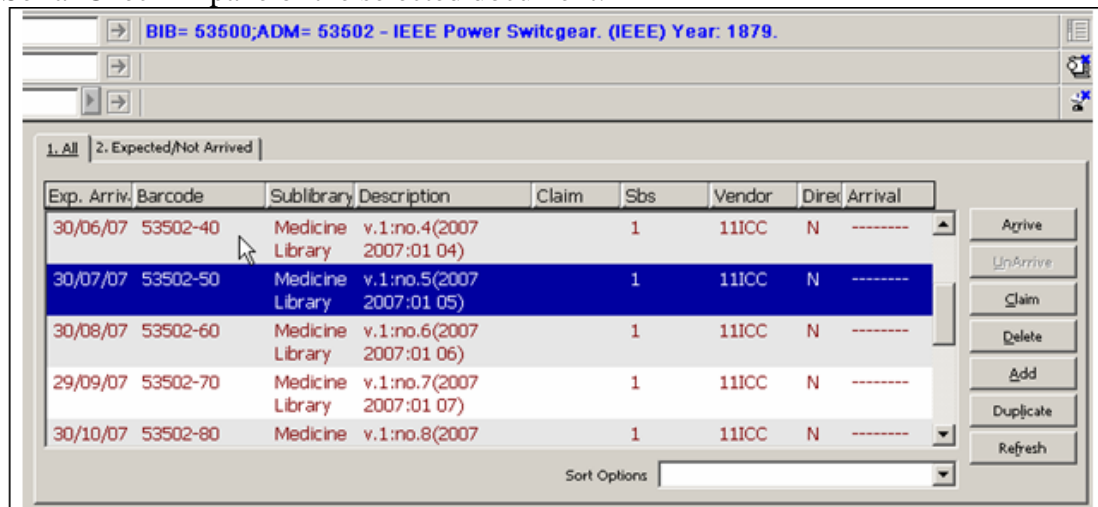 BIB= 53500;ADM= 53502 - IEEE Power Switcgear. (IEEE) Year: 1879.
1. All 2. Expected/Not Arrived
Exp. Arriv. Barcode Sublibrary Description Claim Sbs Vendor Direc Arrival
30/06/07 53502-40 Medicine v.1:no.4(2007 1 11ICC N --------
Library 2007:01 04)
30/07/07 53502-50 Medicine v.1:no.5(2007 1 11ICC N --------
Library 2007:01 05)
30/08/07 53502-60 Medicine v.1:no.6(2007 1 11ICC N --------
Library 2007:01 06)
29/09/07 53502-70 Medicine v.1:no.7(2007 1 11ICC N --------
Library 2007:01 07)
30/10/07 53502-80 Medicine v.1:no.8(2007 1 11ICC N --------
Arrive
UnArrive
Claim
Delete
Add
Duplicate
Refresh
Sort Options